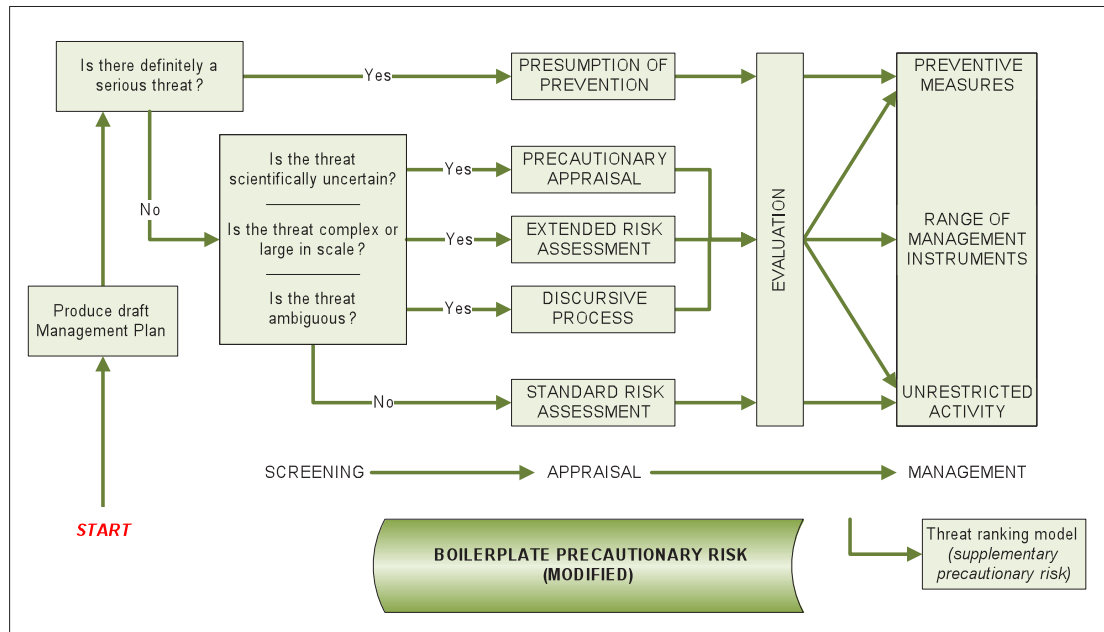 Is there definitely a
serious threat?
Yes
PRESUMPTION OF
PREVENTION
PREVENTIVE
MEASURES
No
Is the threat
scientifically uncertain?
Yes
PRECAUTIONARY
APPRAISAL
Is the threat complex or
large in scale?
Yes
EXTENDED RISK
ASSESSMENT
EVALUATION
RANGE OF
MANAGEMENT
INSTRUMENTS
Is the threat
ambiguous?
Yes
DISCURSIVE
PROCESS
Produce draft
Management Plan
No
STANDARD RISK
ASSESSMENT
UNRESTRICTED
ACTIVITY
SCREENING
APPRAISAL
MANAGEMENT
START
BOILERPLATE PRECAUTIONARY RISK
(MODIFIED)
Threat ranking model
(supplementary
precautionary risk)